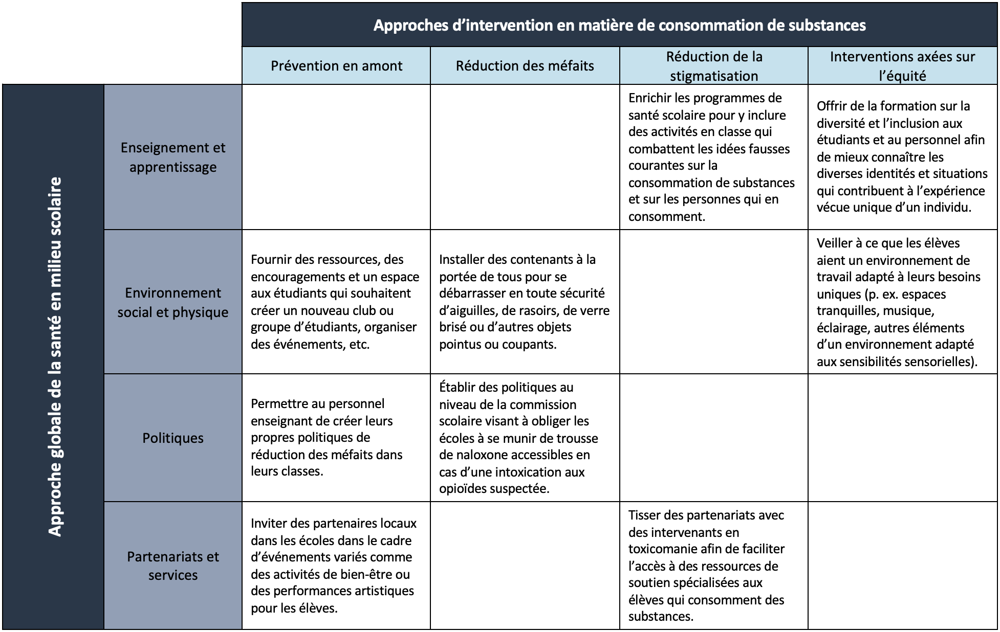 Approches d’intervention en matière de consommation de substances
Prévention en amont
Réduction des méfaits
Réduction de la
stigmatisation
Interventions axées sur
l’équité
Approche globale de la santé en milieu scolaire
Enseignement et
apprentissage
Enrichir les programmes de
santé scolaire pour y inclure
des activités en classe qui
combattent les idées fausses
courantes sur la
consommation de substances
et sur les personnes qui en
consomment.
Offrir de la formation sur la
diversité et l’inclusion aux
étudiants et au personnel afin
de mieux connaître les
diverses identités et situations
qui contribuent à l’expérience
vécue unique d’un individu.
Environnement
social et physique
Fournir des ressources, des
encouragements et un espace
aux étudiants qui souhaitent
créer un nouveau club ou
groupe d’étudiants, organiser
des événements, etc.
Installer des contenants à la
portée de tous pour se
débarrasser en toute sécurité
d’aiguilles, de rasoirs, de verre
brisé ou d’autres objets
pointus ou coupants.
Veiller à ce que les élèves
aient un environnement de
travail adapté à leurs besoins
uniques (p. ex. espaces
tranquilles, musique,
éclairage, autres éléments
d’un environnement adapté
aux sensibilités sensorielles).
Politiques
Permettre au personnel
enseignant de créer leurs
propres politiques de
réduction des méfaits dans
leurs classes.
Établir des politiques au
niveau de la commission
scolaire visant à obliger les
écoles à se munir de trousse
de naloxone accessibles en
cas d’une intoxication aux
opioïdes suspectée.
Partenariats et
services
Inviter des partenaires locaux
dans les écoles dans le cadre
d’événements variés comme
des activités de bien-être ou
des performances artistiques
pour les élèves.
Tisser des partenariats avec
des intervenants en
toxicomanie afin de faciliter
l’accès à des ressources de
soutien spécialisées aux
élèves qui consomment des
substances.